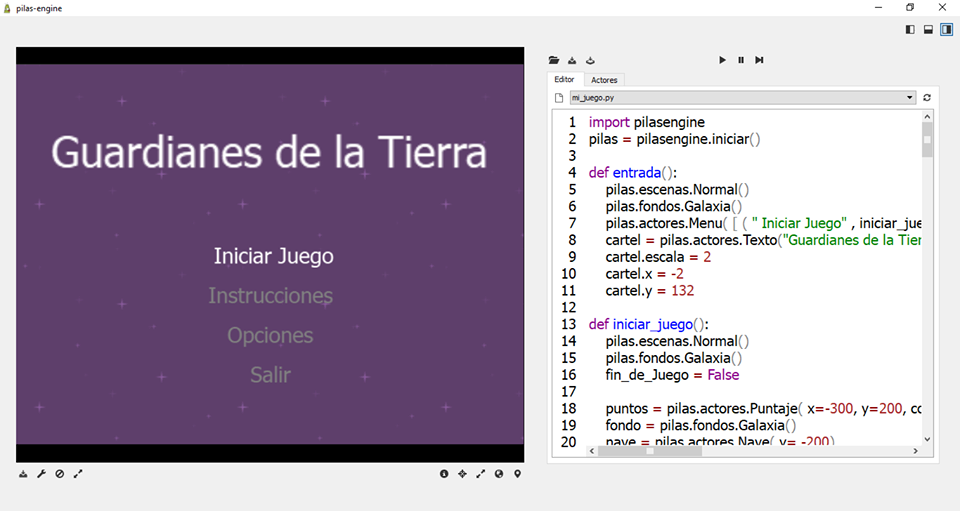 pilas-engine
Guardianes de la Tierra
Iniciar Juego
Instrucciones
Opciones
Salir
Editor
Actores
mi_juego.py
1 import pilasengine
2 pilas = pilasengine.iniciar()
3
4 def entrada():
5 pilas.escenas.Normal()
6 pilas.fondos.Galaxia()
7 pilas.actores.Menu( [ ( " Iniciar Juego" , iniciar_jue
8 cartel = pilas.actores.Texto("Guardianes de la Tier
9 cartel.escala = 2
10 cartel.x = -2
11 cartel.y = 132
12
13 def iniciar_juego():
14 pilas.escenas.Normal()
15 pilas.fondos.Galaxia()
16 fin_de_Juego = False
17
18 puntos = pilas.actores.Puntaje( x=-300, y=200, co
19 fondo = pilas.fondos.Galaxia()
20 nave = pilas.actores.Nave( y= -200)